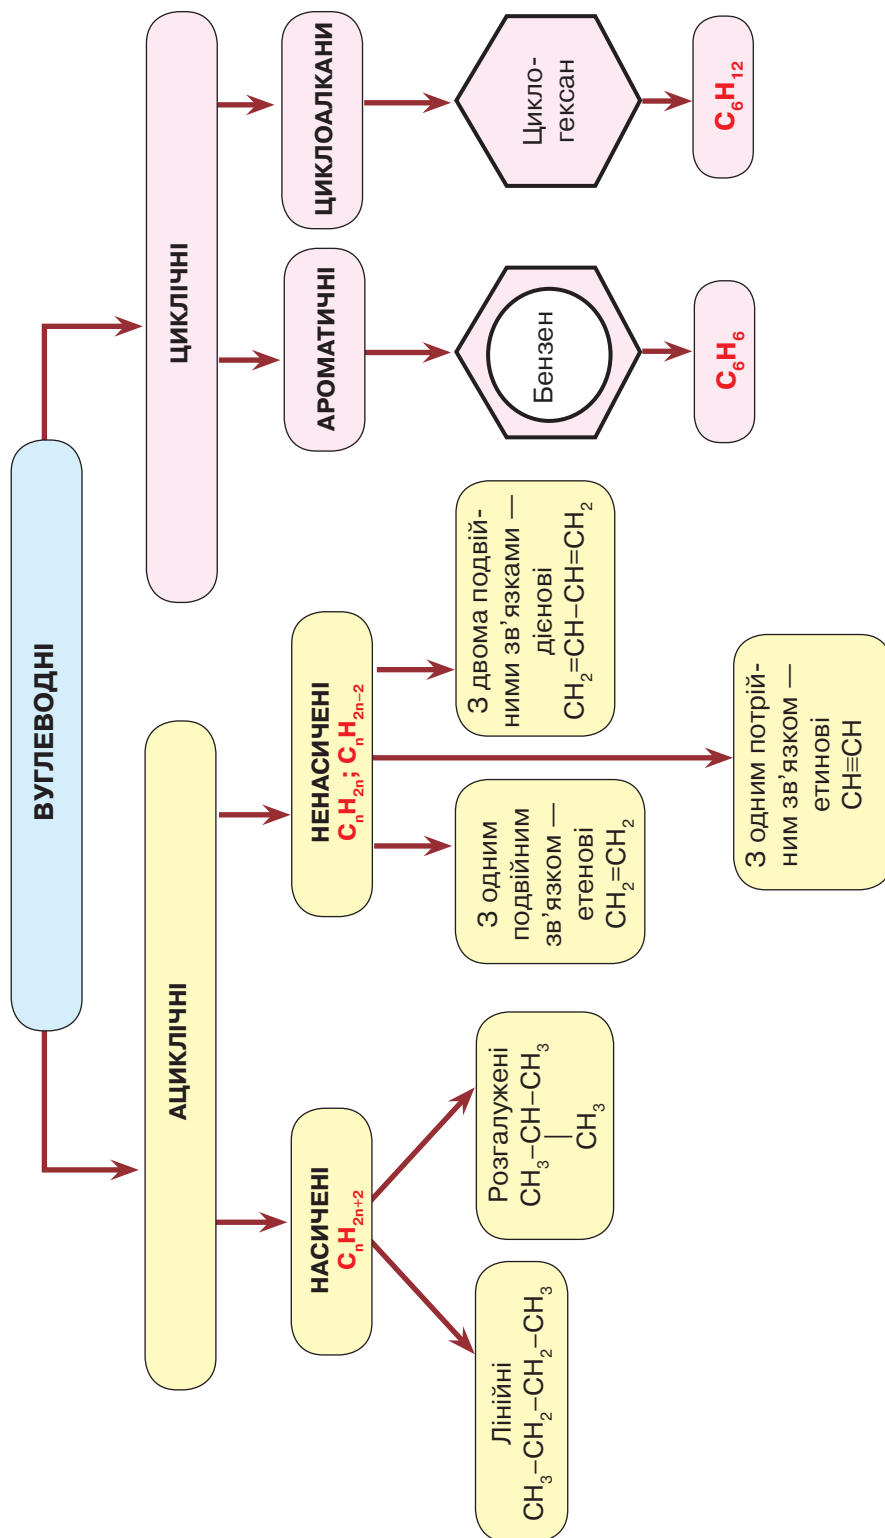 ВУГЛЕВОДНІ
АЦИКЛІЧНІ
ЦИКЛІЧНІ
НАСИЧЕНІ
CₙH₂ₙ₊₂
НЕНАСИЧЕНІ
CₙH₂ₙ; CₙH₂ₙ₋₂
АРОМАТИЧНІ
ЦИКЛОАЛКАНИ
Лінійні
CH₃–CH₂–CH₂–CH₃
Розгалужені
CH₃–CH–CH₃
|
CH₃
З одним
подвійним
зв’язком —
етенові
CH₂=CH₂
З двома подвій-
ними зв’язками —
дієнові
CH₂=CH–CH=CH₂
Бензен
Цикло-
гексан
З одним потрій-
ним зв’язком —
етинові
CH≡CH
C₆H₆
C₆H₁₂